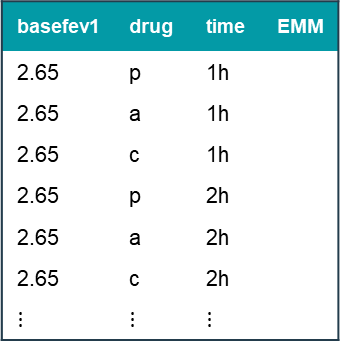 basefev1 drug time EMM
2.65 p 1h
2.65 a 1h
2.65 c 1h
2.65 p 2h
2.65 a 2h
2.65 c 2h
⋮ ⋮ ⋮